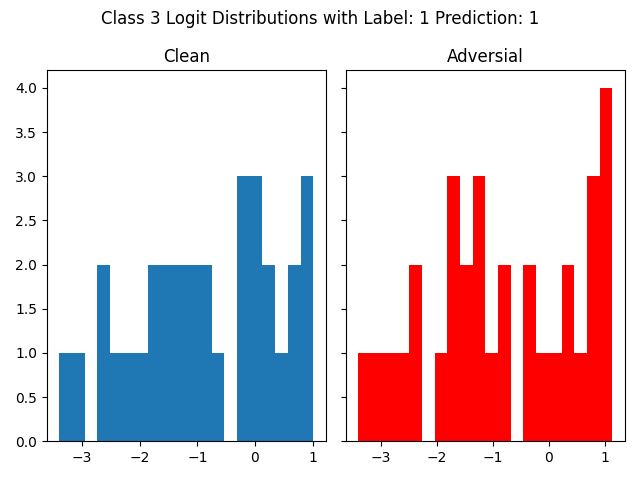 Class 3 Logit Distributions with Label: 1 Prediction: 1
Clean
Adversial
4.0
3.5
3.0
2.5
2.0
1.5
1.0
0.5
0.0
−3 −2 −1 0 1
−3 −2 −1 0 1